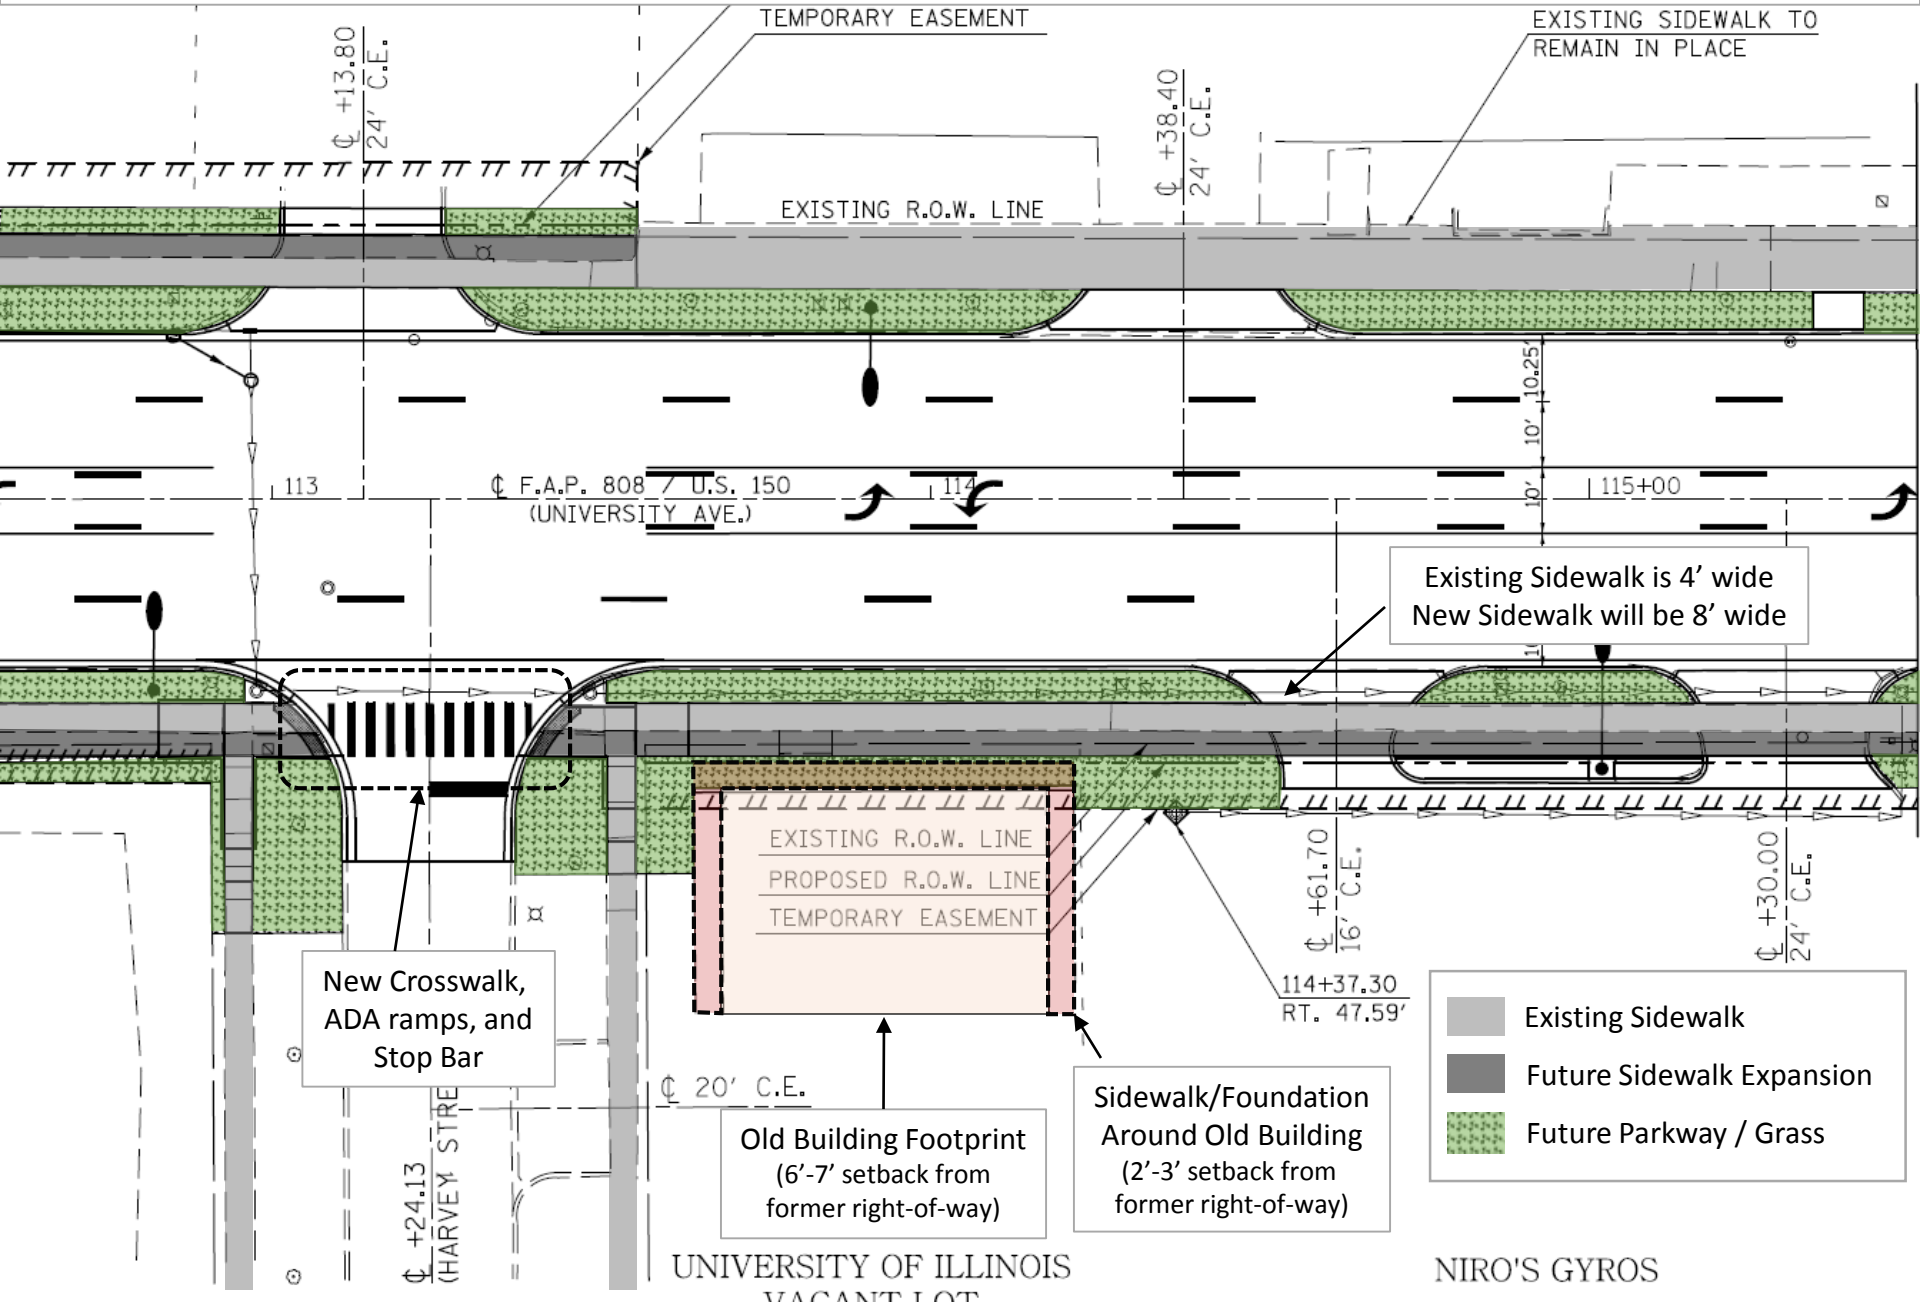 TEMPORARY EASEMENT
EXISTING SIDEWALK TO
REMAIN IN PLACE
℄ +13.80
24' C.E.
℄ +38.40
24' C.E.
EXISTING R.O.W. LINE
10.25'
10'
10'
113
℄ F.A.P. 808 / U.S. 150
(UNIVERSITY AVE.)
114
115+00
Existing Sidewalk is 4’ wide
New Sidewalk will be 8’ wide
EXISTING R.O.W. LINE
PROPOSED R.O.W. LINE
TEMPORARY EASEMENT
℄ +61.70
16' C.E.
℄ +30.00
24' C.E.
114+37.30
RT. 47.59'
New Crosswalk,
ADA ramps, and
Stop Bar
℄ +24.13
(HARVEY STRE
℄ 20' C.E.
Old Building Footprint
(6’-7’ setback from
former right-of-way)
Sidewalk/Foundation
Around Old Building
(2’-3’ setback from
former right-of-way)
Existing Sidewalk
Future Sidewalk Expansion
Future Parkway / Grass
UNIVERSITY OF ILLINOIS
VACANT LOT
NIRO'S GYROS